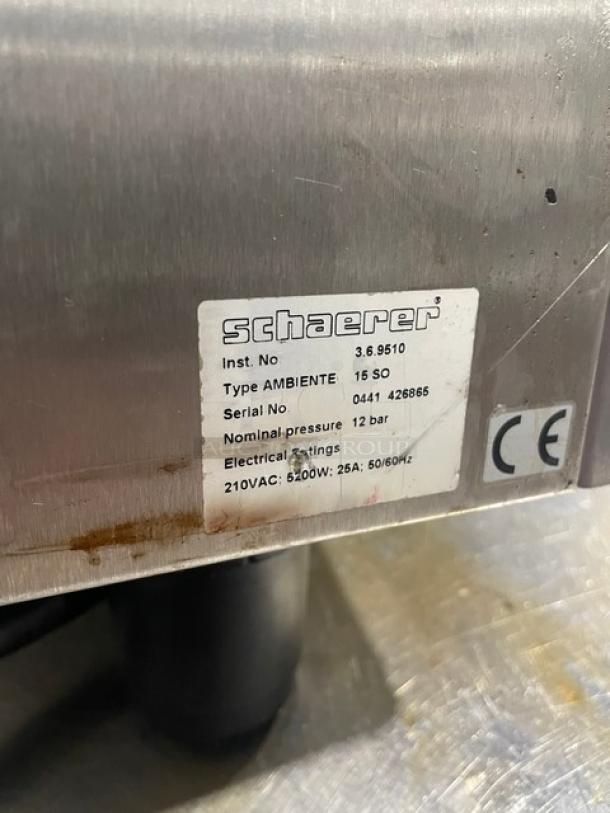 schaerer®
Inst. No 3.6.9510
Type AMBIENTE 15 SO
Serial No. 0441 426865
Nominal pressure 12 bar
Electrical Ratings
210VAC; 5200W; 25A; 50/60Hz
CE
GROUP